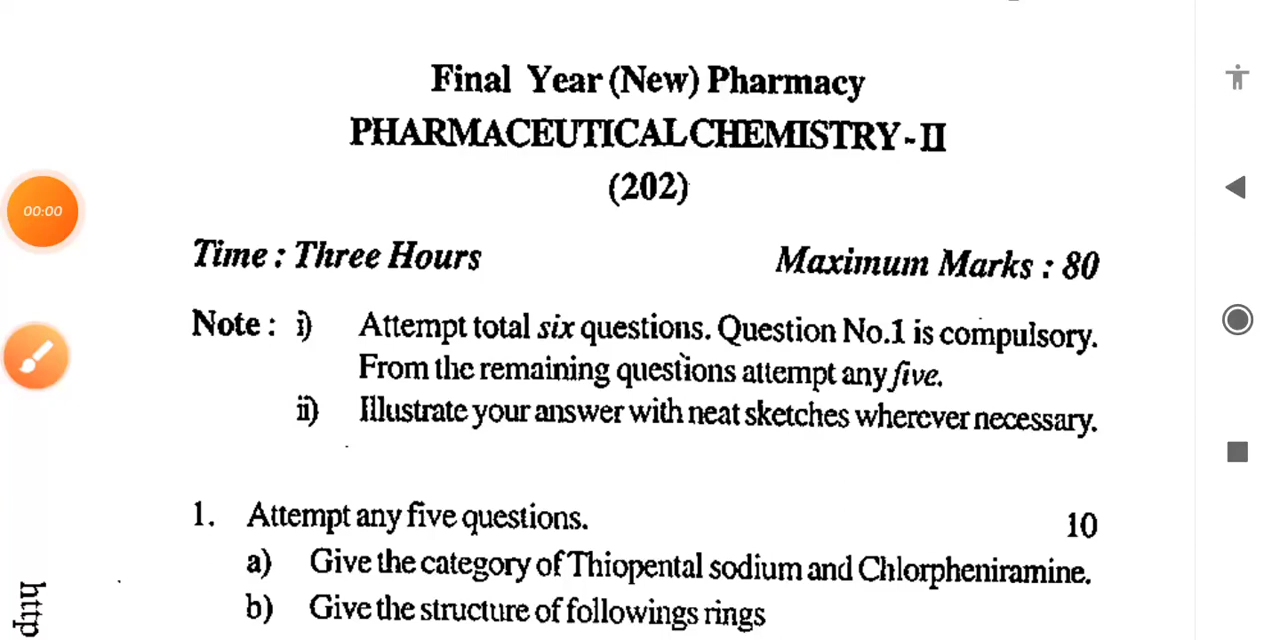 Final Year (New) Pharmacy
PHARMACEUTICAL CHEMISTRY - II
(202)
00:00
Time : Three Hours Maximum Marks : 80
Note : i) Attempt total six questions. Question No.1 is compulsory.
From the remaining questions attempt any five.
ii) Illustrate your answer with neat sketches wherever necessary.
1. Attempt any five questions. 10
a) Give the category of Thiopental sodium and Chlorpheniramine.
b) Give the structure of followings rings
http